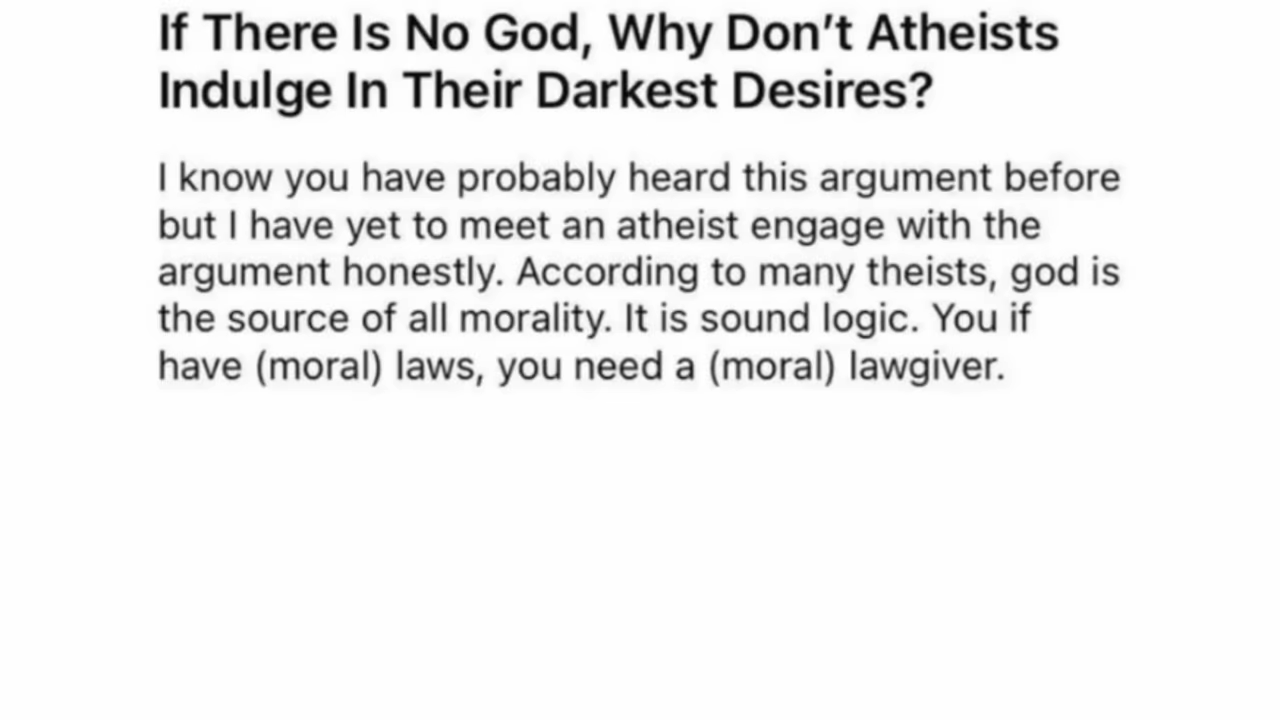 If There Is No God, Why Don’t Atheists
Indulge In Their Darkest Desires?
I know you have probably heard this argument before
but I have yet to meet an atheist engage with the
argument honestly. According to many theists, god is
the source of all morality. It is sound logic. You if
have (moral) laws, you need a (moral) lawgiver.